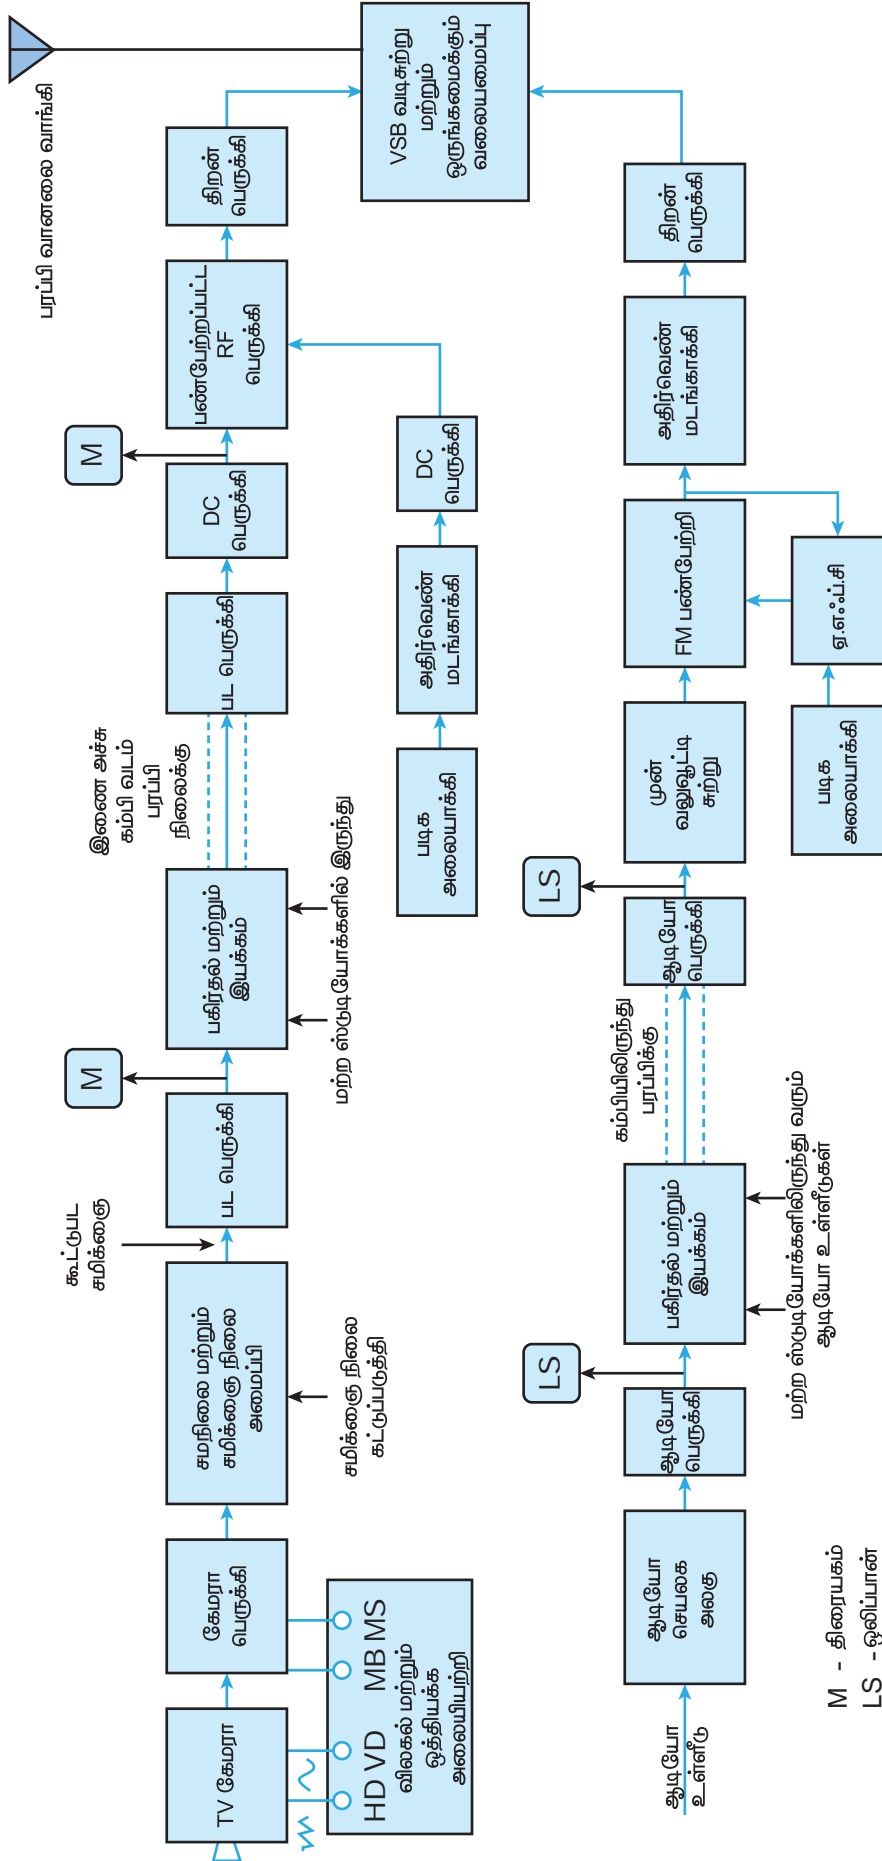 பரப்பி வானலை வாங்கி
TV கேமரா
கேமரா
பெருக்கி
சமநிலை மற்றும்
சமிக்ஞை நிலை
அமைப்பி
கூட்டுபட
சமிக்ஞை
பட பெருக்கி
M
பகிர்தல் மற்றும்
இயக்கம்
இணை அச்சு
கம்பி வடம்
பரப்பி
நிலைக்கு
பட பெருக்கி
DC
பெருக்கி
M
பண்பேற்றப்பட்ட
RF
பெருக்கி
திறன்
பெருக்கி
VSB வடிசுற்று
மற்றும்
ஒருங்கமைக்கும்
வலையமைப்பு
HD VD MB MS
விலகல் மற்றும்
ஒத்தியக்க
அலையியற்றி
சமிக்ஞை நிலை
கட்டுப்படுத்தி
மற்ற ஸ்டுடியோக்களில் இருந்து
படிக
அலையாக்கி
அதிர்வெண்
மடங்காக்கி
DC
பெருக்கி
ஆடியோ
உள்ளீடு
ஆடியோ
செயலக
அலகு
ஆடியோ
பெருக்கி
LS
பகிர்தல் மற்றும்
இயக்கம்
மற்ற ஸ்டுடியோக்களிலிருந்து வரும்
ஆடியோ உள்ளீடுகள்
கம்பியிலிருந்து
பரப்பிக்கு
ஆடியோ
பெருக்கி
LS
முன்
வலுவூட்டி
சுற்று
FM பண்பேற்றி
அதிர்வெண்
மடங்காக்கி
திறன்
பெருக்கி
படிக
அலையாக்கி
ஏ.எஃப்.சி
M - திரையகம்
LS - ஒலிப்பான்